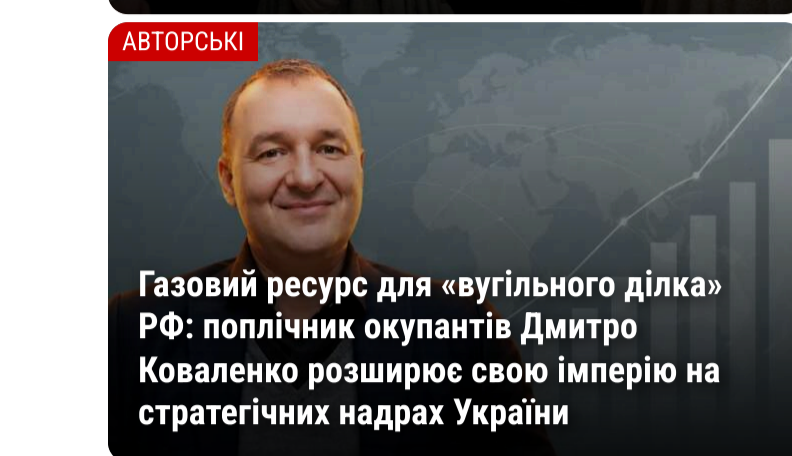 АВТОРСЬКІ
Газовий ресурс для «вугільного ділка»
РФ: поплічник окупантів Дмитро
Коваленко розширює свою імперію на
стратегічних надрах України